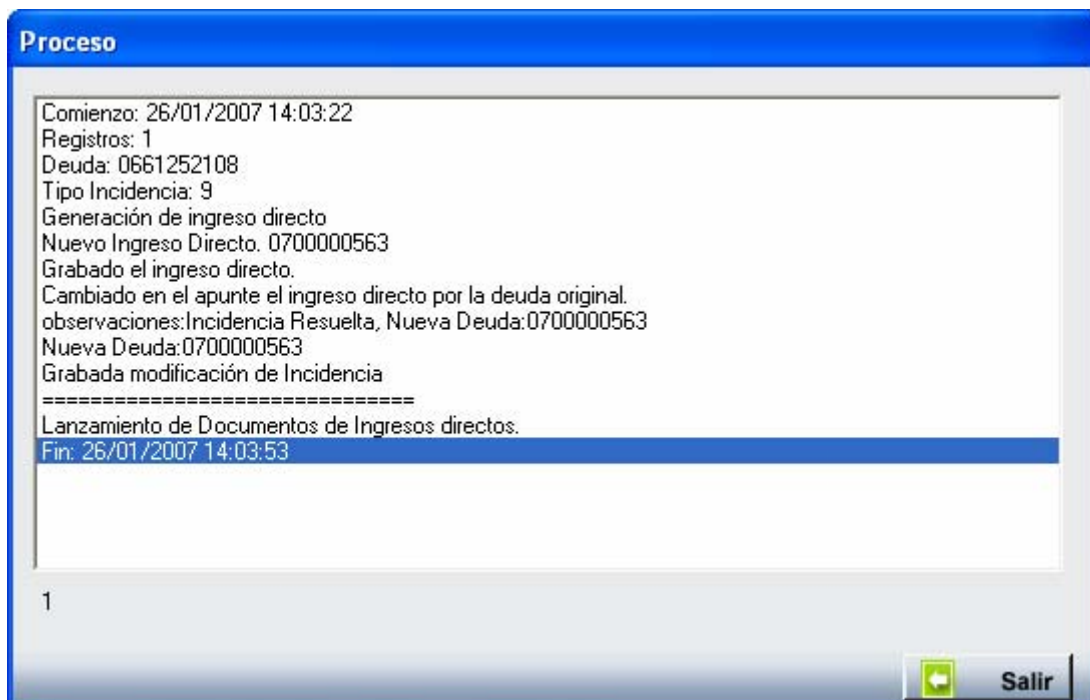 Proceso
Comienzo: 26/01/2007 14:03:22
Registros: 1
Deuda: 0661252108
Tipo Incidencia: 9
Generación de ingreso directo
Nuevo Ingreso Directo. 0700000563
Grabado el ingreso directo.
Cambiado en el apunte el ingreso directo por la deuda original.
observaciones:Incidencia Resuelta, Nueva Deuda:0700000563
Nueva Deuda:0700000563
Grabada modificación de Incidencia
===============================
Lanzamiento de Documentos de Ingresos directos.
Fin: 26/01/2007 14:03:53
1
Salir